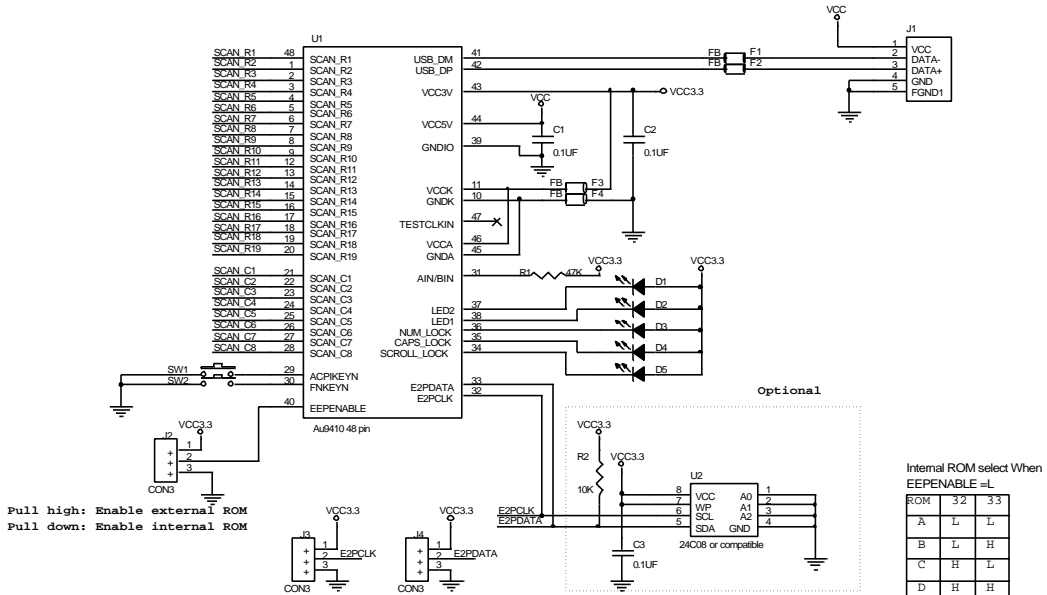 VCC
J1
U1
SCAN_R1 48 SCAN_R1
SCAN_R2 1 SCAN_R2
SCAN_R3 2 SCAN_R3
SCAN_R4 3 SCAN_R4
SCAN_R5 4 SCAN_R5
SCAN_R6 5 SCAN_R6
SCAN_R7 6 SCAN_R7
SCAN_R8 7 SCAN_R8
SCAN_R9 8 SCAN_R9
SCAN_R10 9 SCAN_R10
SCAN_R11 12 SCAN_R11
SCAN_R12 13 SCAN_R12
SCAN_R13 14 SCAN_R13
SCAN_R14 15 SCAN_R14
SCAN_R15 16 SCAN_R15
SCAN_R16 17 SCAN_R16
SCAN_R17 18 SCAN_R17
SCAN_R18 19 SCAN_R18
SCAN_R19 20 SCAN_R19
SCAN_C1 21 SCAN_C1
SCAN_C2 22 SCAN_C2
SCAN_C3 23 SCAN_C3
SCAN_C4 24 SCAN_C4
SCAN_C5 25 SCAN_C5
SCAN_C6 26 SCAN_C6
SCAN_C7 27 SCAN_C7
SCAN_C8 28 SCAN_C8
SW1 29 ACPIKEYN
SW2 30 FNKEYN
40 EEPENABLE
Au9410 48 pin
USB_DM 41 FB F1
USB_DP 42 FB F2
VCC3V 43 VCC3.3
VCC
VCC5V 44
GNDIO 39
C1
0.1UF
C2
0.1UF
VCCK 11 FB F3
GNDK 10 FB F4
TESTCLKIN 47
VCCA 46
GNDA 45
AIN/BIN 31 R1 47K VCC3.3
VCC3.3
LED2 37 D1
LED1 38 D2
NUM_LOCK 36 D3
CAPS_LOCK 35 D4
SCROLL_LOCK 34 D5
E2PDATA 33
E2PCLK 32
1 VCC
2 DATA-
3 DATA+
4 GND
5 FGND1
J2
VCC3.3
1
2
3
CON3
Pull high: Enable external ROM
Pull down: Enable internal ROM
J3
VCC3.3
1
2 E2PCLK
3
CON3
J4
VCC3.3
1
2 E2PDATA
3
CON3
Optional
VCC3.3
R2
10K
VCC3.3
U2
8 VCC A0 1
7 WP A1 2
E2PCLK 6 SCL A2 3
E2PDATA 5 SDA GND 4
24C08 or compatible
C3
0.1UF
Internal ROM select When
EEPENABLE =L
ROM 32 33
A L L
B L H
C H L
D H H